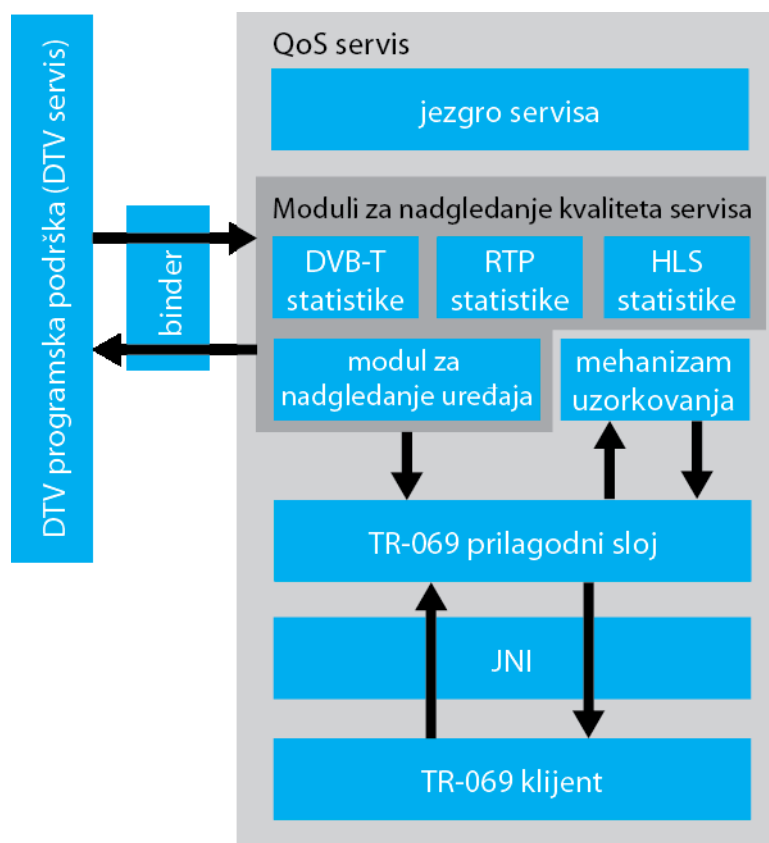 DTV programska podrška (DTV servis)
binder
QoS servis
jezgro servisa
Moduli za nadgledanje kvaliteta servisa
DVB-T
statistike
RTP
statistike
HLS
statistike
modul za
nadgledanje uređaja
mehanizam
uzorkovanja
TR-069 prilagodni sloj
JNI
TR-069 klijent